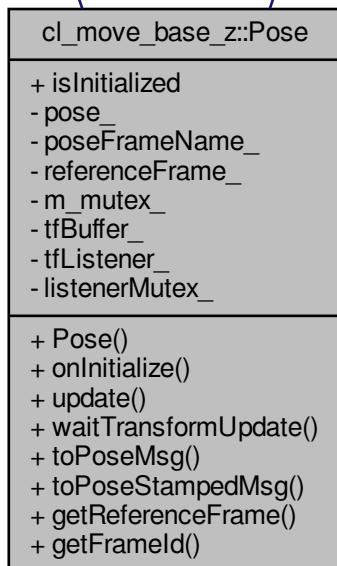 cl_move_base_z::Pose
+ isInitialized
- pose_
- poseFrameName_
- referenceFrame_
- m_mutex_
- tfBuffer_
- tfListener_
- listenerMutex_
+ Pose()
+ onInitialize()
+ update()
+ waitTransformUpdate()
+ toPoseMsg()
+ toPoseStampedMsg()
+ getReferenceFrame()
+ getFrameId()